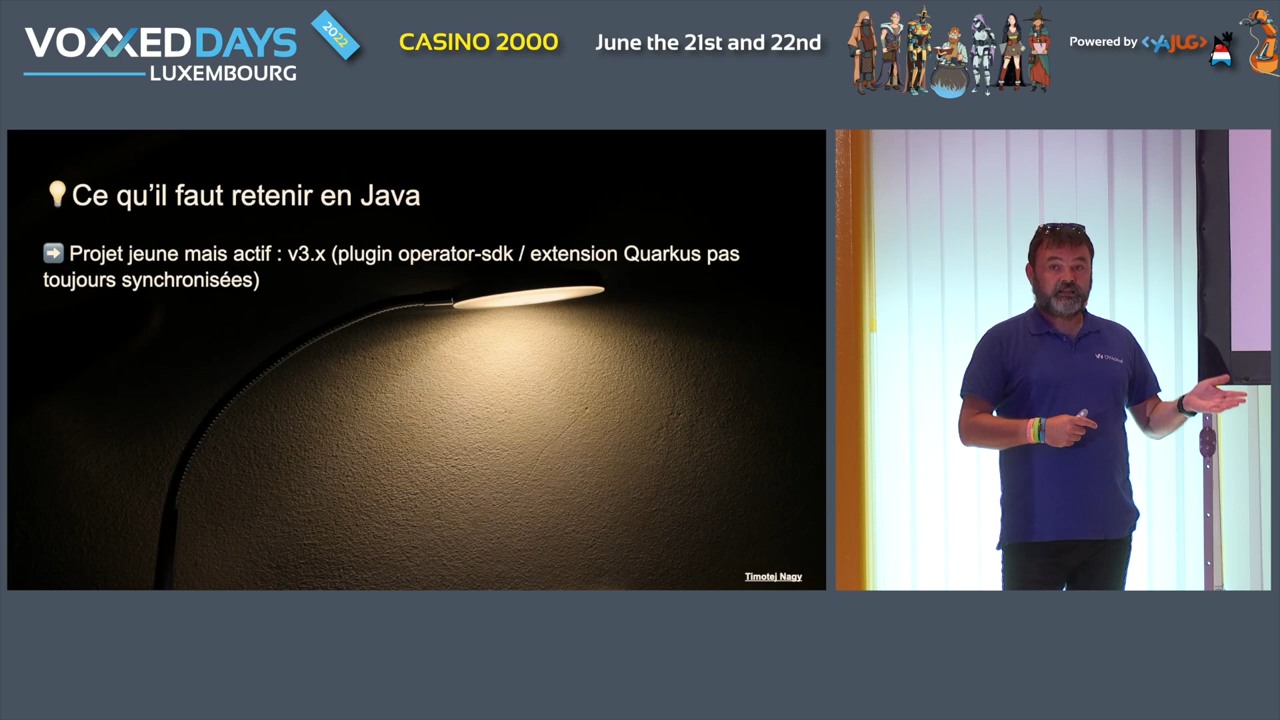 VOXXEDDAYS
LUXEMBOURG
2022
CASINO 2000
June the 21st and 22nd
Powered by <YAJUG>
💡Ce qu'il faut retenir en Java
➡️ Projet jeune mais actif : v3.x (plugin operator-sdk / extension Quarkus pas
toujours synchronisées)
Timotej Nagy